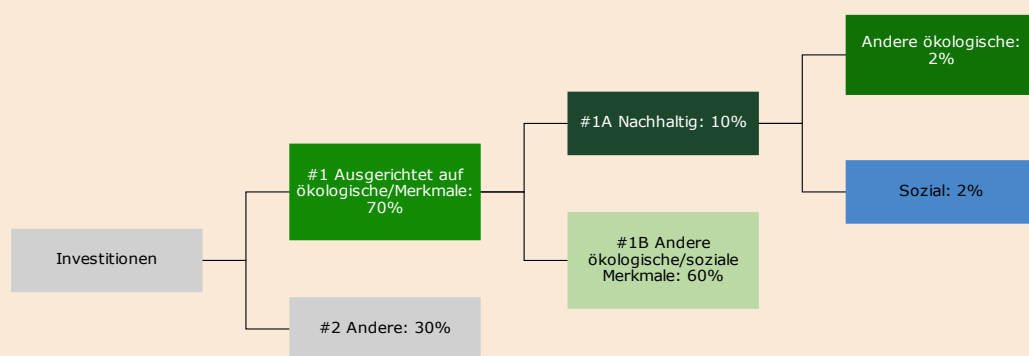 Andere ökologische:
2%
#1A Nachhaltig: 10%
#1 Ausgerichtet auf
ökologische/Merkmale:
70%
Sozial: 2%
#1B Andere
ökologische/soziale
Merkmale: 60%
Investitionen
#2 Andere: 30%